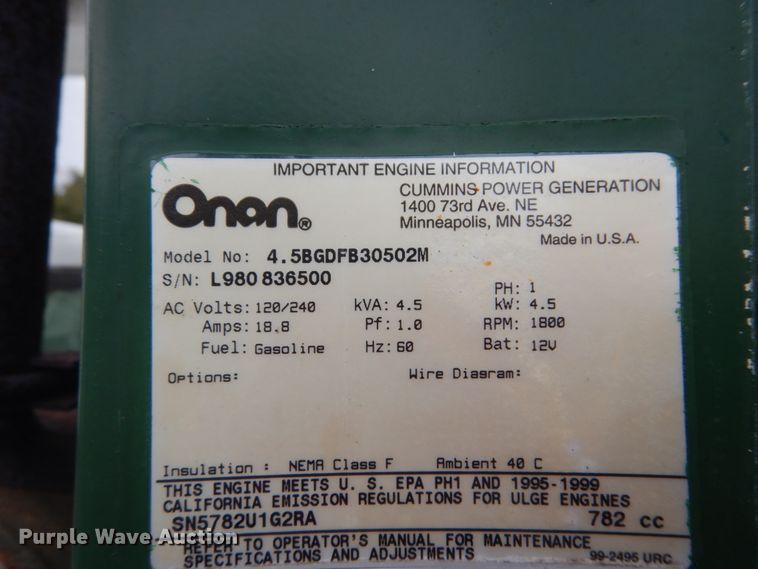 IMPORTANT ENGINE INFORMATION
Onan®
CUMMINS POWER GENERATION
1400 73rd Ave. NE
Minneapolis, MN 55432
Made in U.S.A.
Model No: 4.5BGDFB30502M
S/N: L980836500
PH: 1
AC Volts: 120/240 kVA: 4.5 kW: 4.5
Amps: 18.8 Pf: 1.0 RPM: 1800
Fuel: Gasoline Hz: 60 Bat: 12V
Options: Wire Diagram:
Insulation : NEMA Class F Ambient 40 C
THIS ENGINE MEETS U. S. EPA PH1 AND 1995-1999
CALIFORNIA EMISSION REGULATIONS FOR ULGE ENGINES
SN5782U1G2RA 782 cc
REFER TO OPERATOR'S MANUAL FOR MAINTENANCE
SPECIFICATIONS AND ADJUSTMENTS 99-2495 URC
Purple Wave Auction